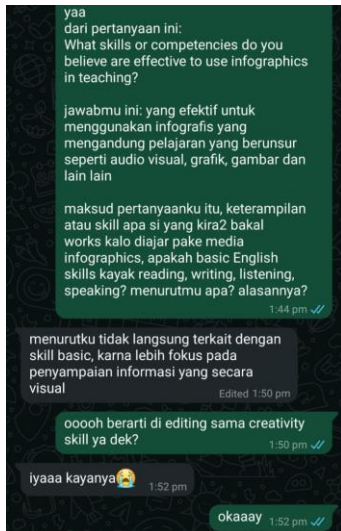 yaa
dari pertanyaan ini:
What skills or competencies do you
believe are effective to use infographics
in teaching?
jawabmu ini: yang efektif untuk
menggunakan infografis yang
mengandung pelajaran yang berunsur
seperti audio visual, grafik, gambar dan
lain lain
maksud pertanyaanku itu, keterampilan
atau skill apa si yang kira2 bakal
works kalo diajar pake media
infographics, apakah basic English
skills kayak reading, writing, listening,
speaking? menurutmu apa? alasannya?
1:44 pm
menurutku tidak langsung terkait dengan
skill basic, karna lebih fokus pada
penyampaian informasi yang secara
visual
Edited 1:50 pm
ooooh berarti di editing sama creativity
skill ya dek?
1:50 pm
iyaaa kayanya😭
1:52 pm
okaaay 1:52 pm